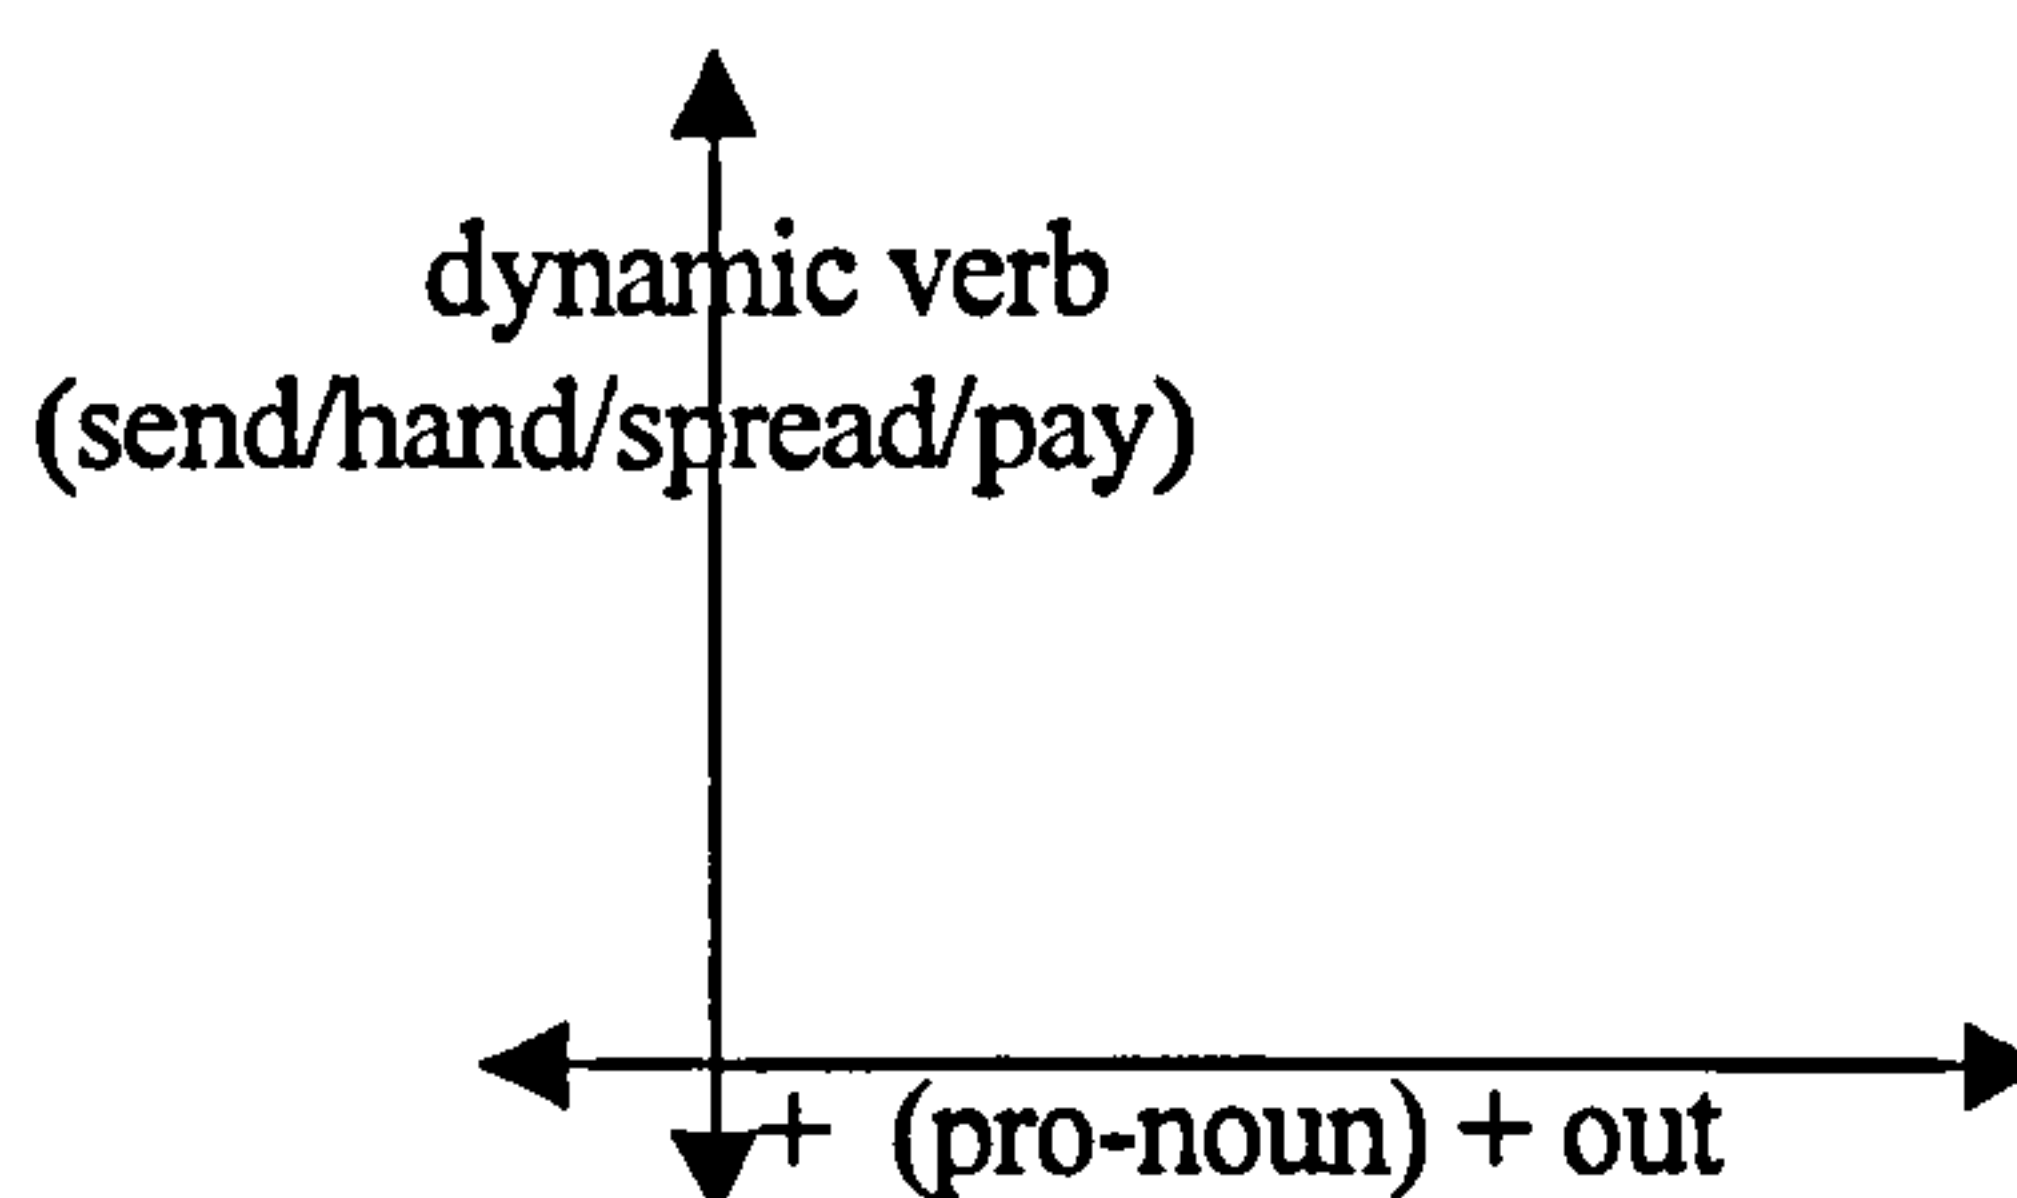 dynamic verb
(send/hand/spread/pay)
+ (pro-noun) + out